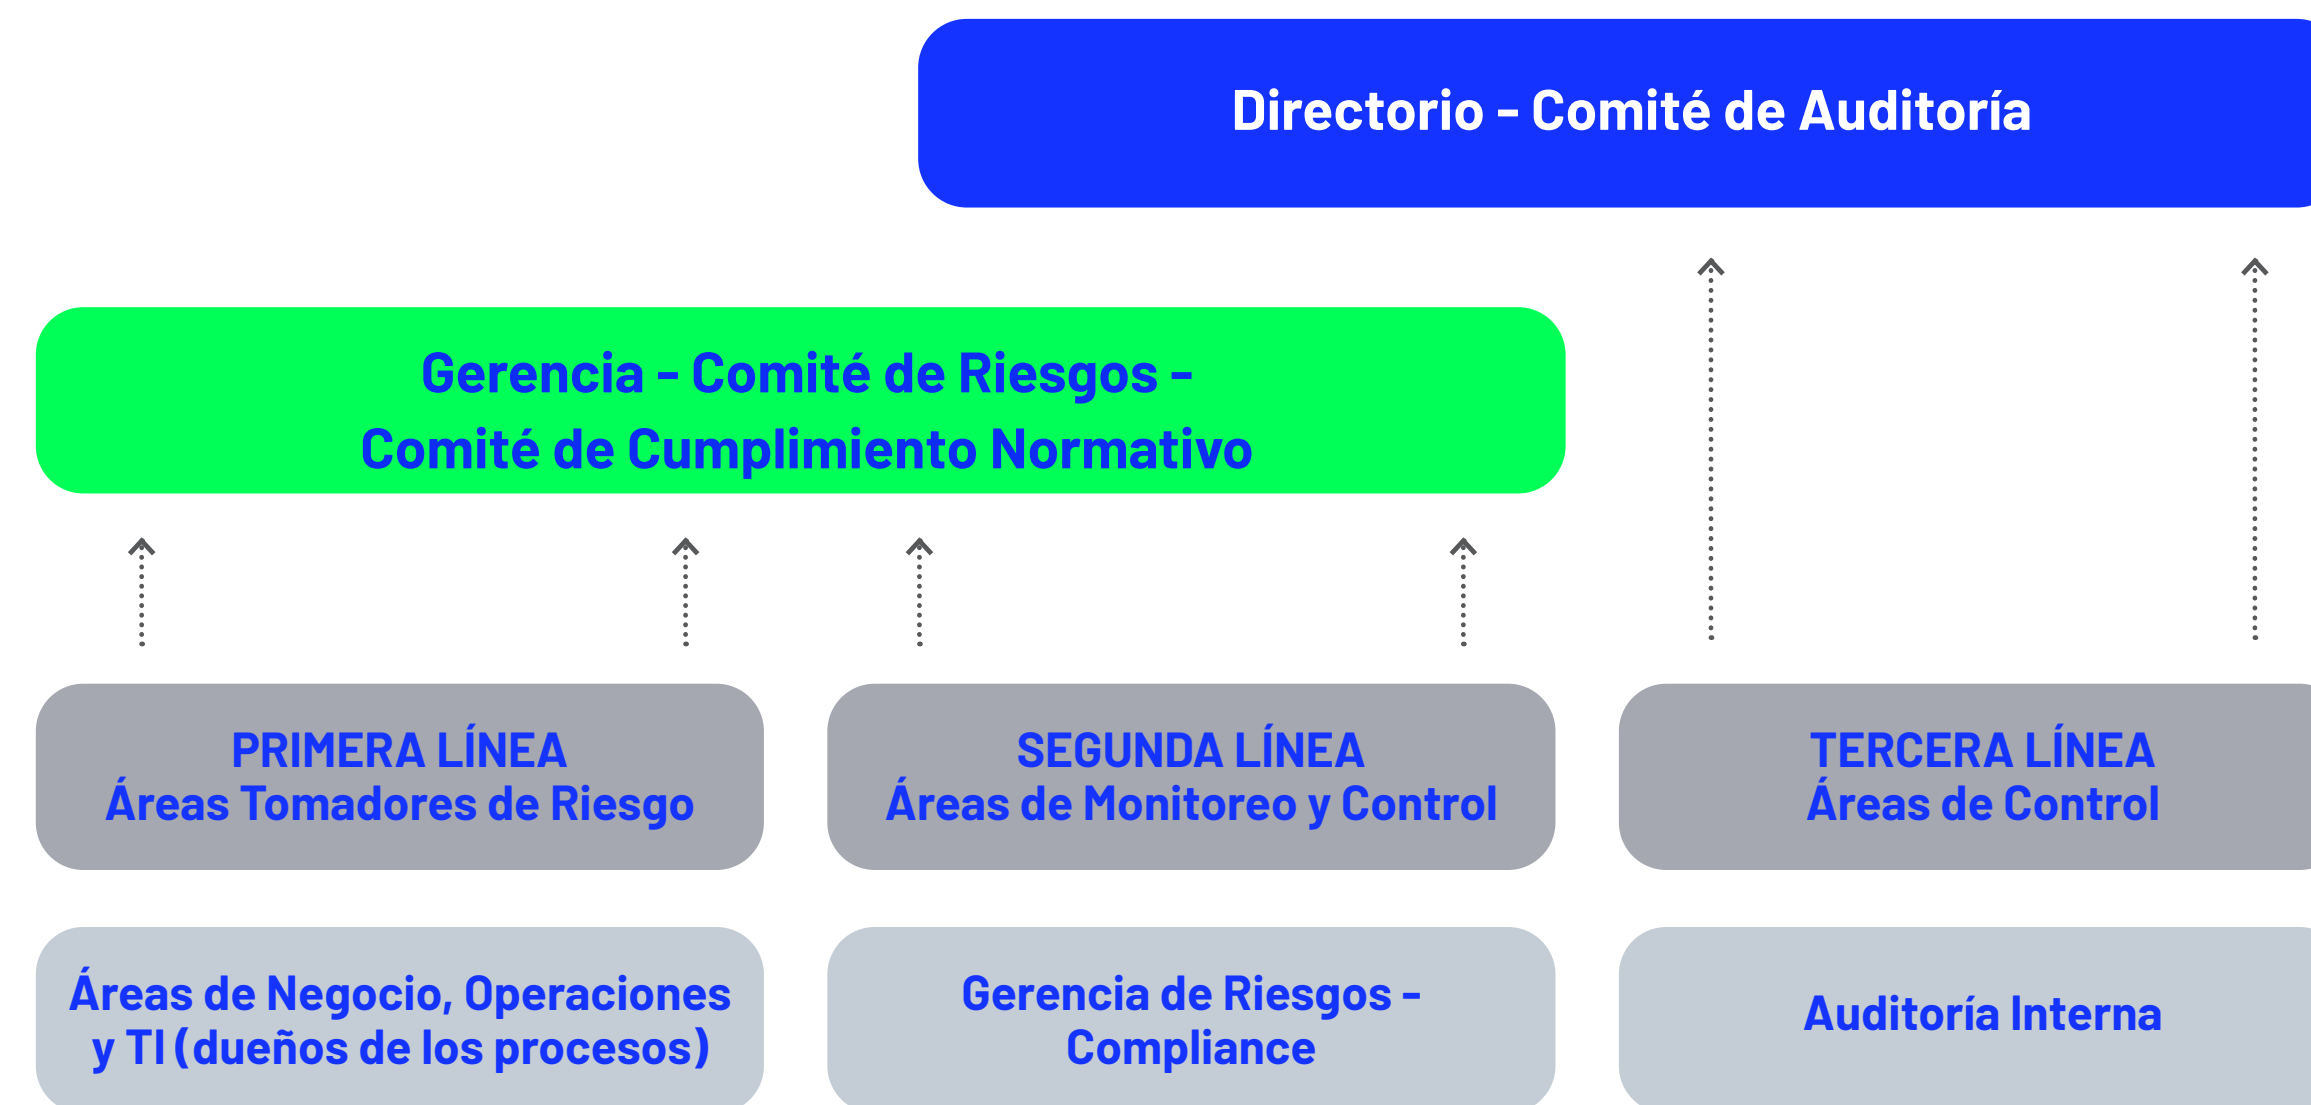 Directorio - Comité de Auditoría
Gerencia - Comité de Riesgos -
Comité de Cumplimiento Normativo
PRIMERA LÍNEA
Áreas Tomadores de Riesgo
SEGUNDA LÍNEA
Áreas de Monitoreo y Control
TERCERA LÍNEA
Áreas de Control
Áreas de Negocio, Operaciones
y TI (dueños de los procesos)
Gerencia de Riesgos -
Compliance
Auditoría Interna